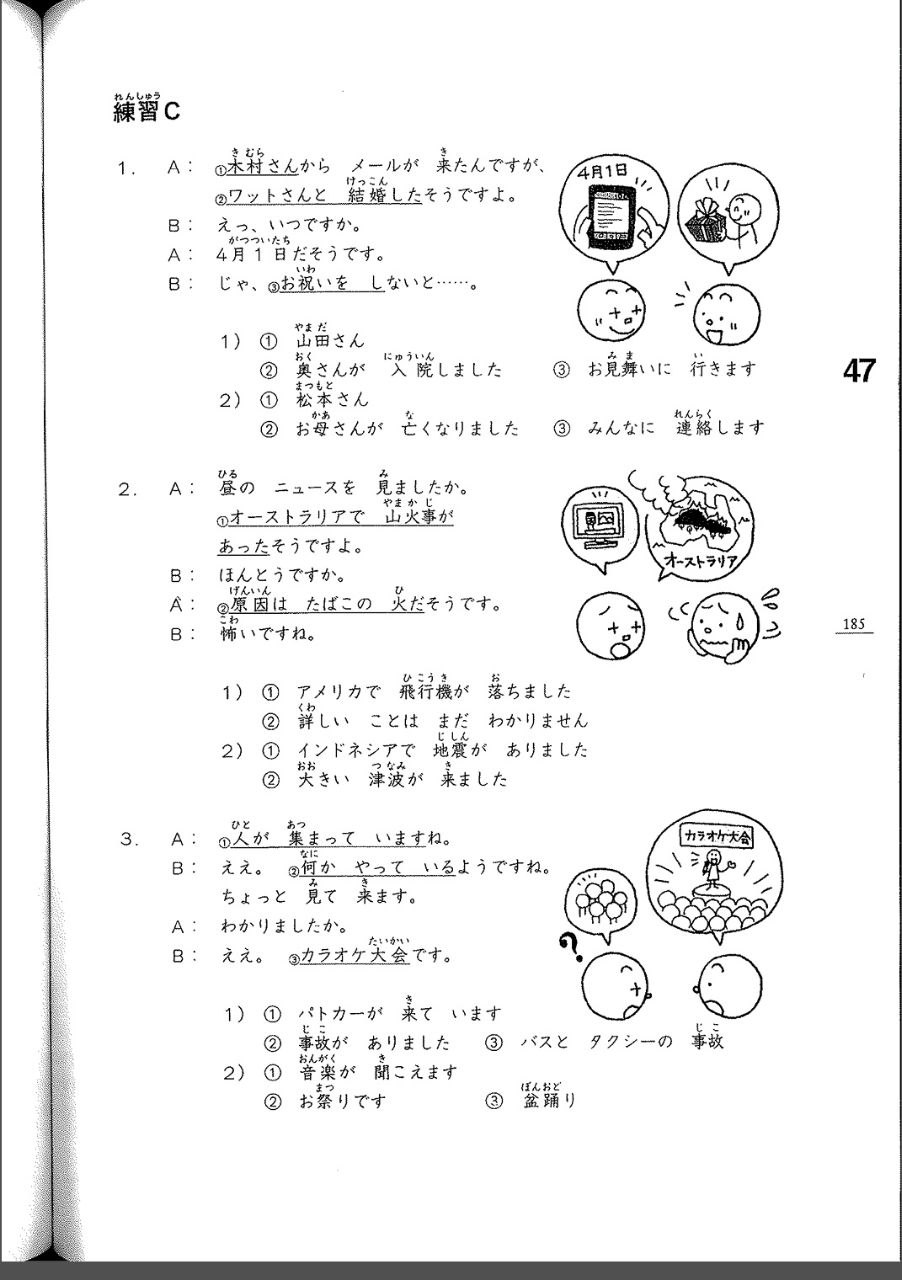 練習C
1. A: ①木村さんから メールが 来たんですが、
②ワットさんと 結婚したそうですよ。
B: えっ、いつですか。
A: 4月1日だそうです。
B: じゃ、③お祝いを しないと……。
4月1日
1) ① 山田さん
② 奥さんが 入院しました ③ お見舞いに 行きます
2) ① 松本さん
② お母さんが 亡くなりました ③ みんなに 連絡します
47
2. A: 昼の ニュースを 見ましたか。
①オーストラリアで 山火事が
あったそうですよ。
B: ほんとうですか。
A: ②原因は たばこの 火だそうです。
B: 怖いですね。
オーストラリア
185
1) ① アメリカで 飛行機が 落ちました
② 詳しい ことは まだ わかりません
2) ① インドネシアで 地震が ありました
② 大きい 津波が 来ました
3. A: ①人が 集まって いますね。
B: ええ。 ②何か やって いるようですね。
ちょっと 見て 来ます。
A: わかりましたか。
B: ええ。 ③カラオケ大会です。
カラオケ大会
?
1) ① パトカーが 来て います
② 事故が ありました ③ バスと タクシーの 事故
2) ① 音楽が 聞こえます
② お祭りです ③ 盆踊り